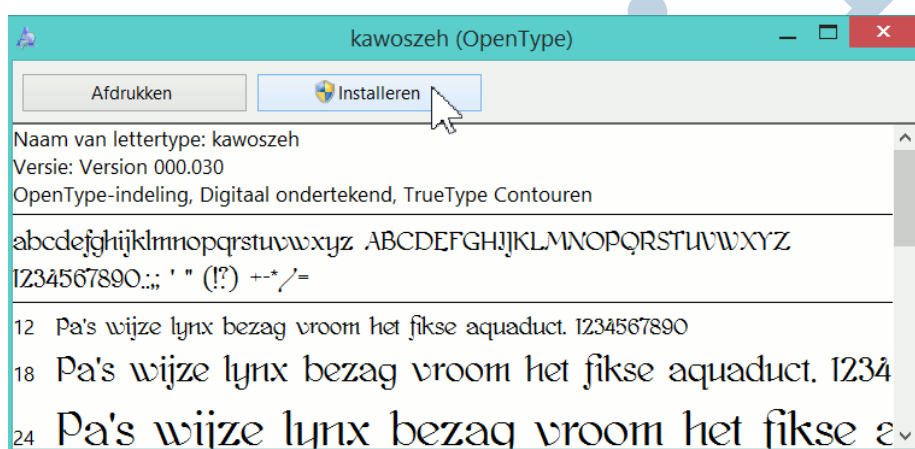 kawoszeh (OpenType)
Afdrukken
Installeren
Naam van lettertype: kawoszeh
Versie: Version 000.030
OpenType-indeling, Digitaal ondertekend, TrueType Contouren
abcdefghijklmnopqrstuvwxyz ABCDEFGHIJKLMNOPQRSTUVWXYZ
1234567890.:,; ' " (!?) +-*/=
12 Pa's wijze lynx bezag vroom het fikse aquaduct. 1234567890
18 Pa's wijze lynx bezag vroom het fikse aquaduct. 1234
24 Pa's wijze lynx bezag vroom het fikse a